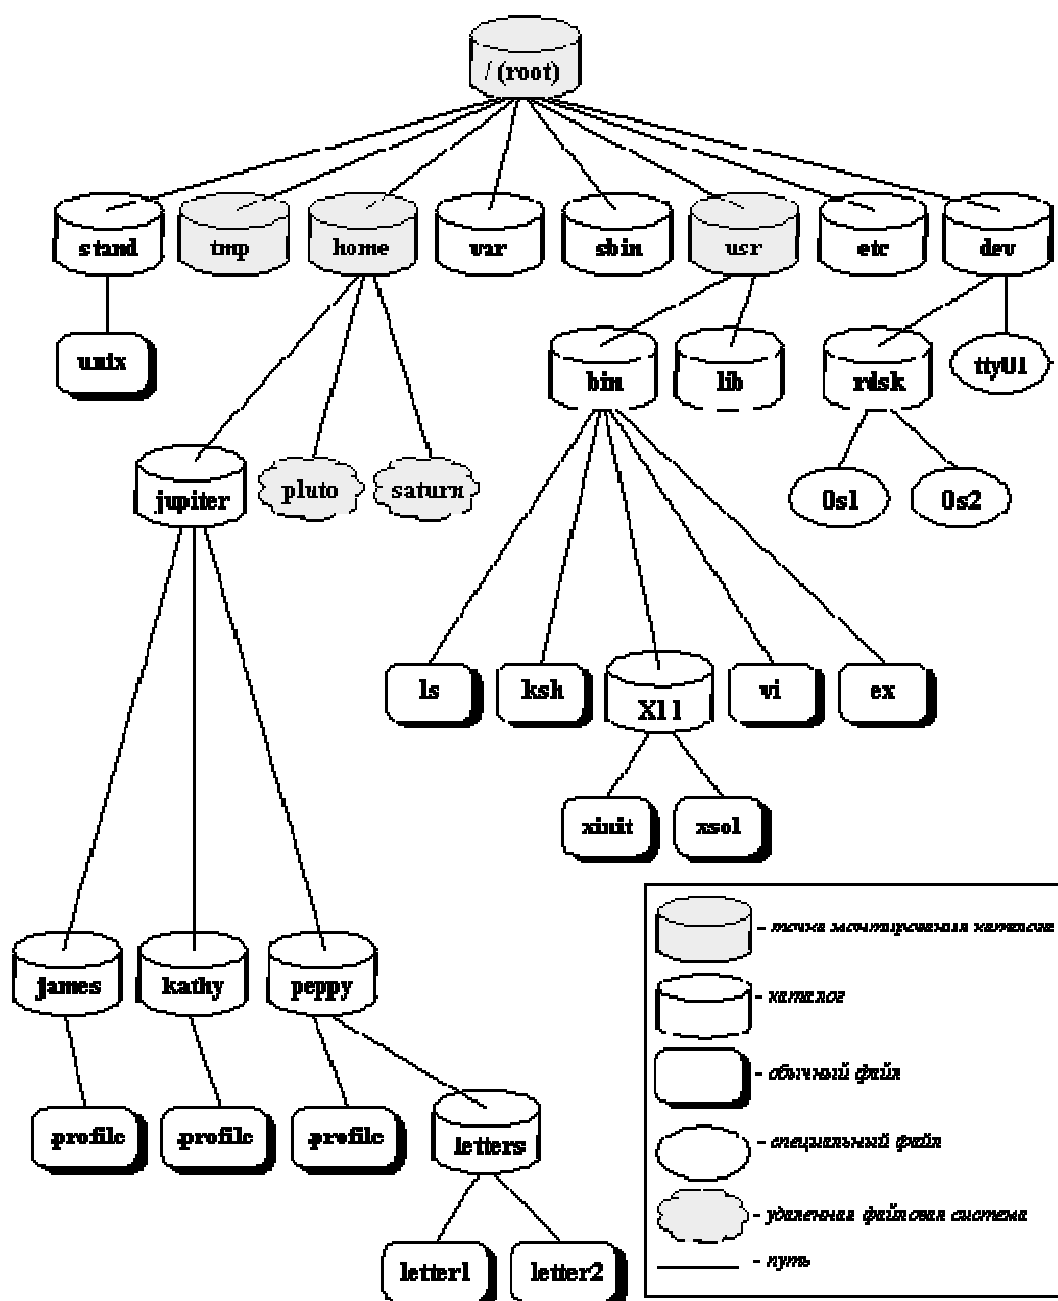 / (root)
stand
tmp
home
var
sbin
usr
etc
dev
unix
bin
lib
rdsk
tty01
jupiter
pluto
saturn
0s1
0s2
ls
ksh
X11
vi
ex
xinit
xsol
james
kathy
peppy
.profile
.profile
.profile
letters
letter1
letter2
- точка монтирования каталога
- каталог
- обычный файл
- специальный файл
- удаленная файловая система
- путь